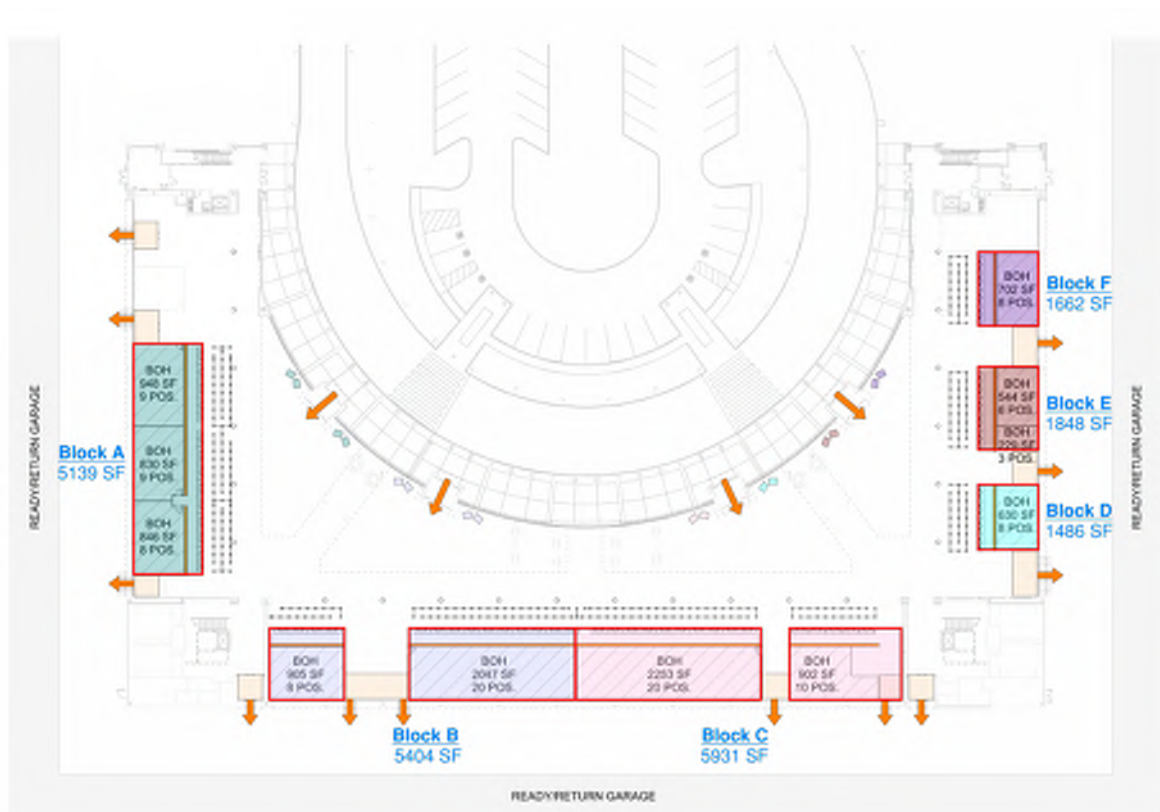 BOH
702 SF
8 POS.
Block F
1662 SF
BOH
948 SF
9 POS.
BOH
544 SF
6 POS.
Block E
1848 SF
BOH
3 POS.
READY/RETURN GARAGE
Block A
5139 SF
BOH
830 SF
9 POS.
READY/RETURN GARAGE
BOH
630 SF
8 POS.
Block D
1486 SF
BOH
846 SF
8 POS.
BOH
905 SF
8 POS.
BOH
2047 SF
20 POS.
BOH
2253 SF
20 POS.
BOH
902 SF
10 POS.
Block B
5404 SF
Block C
5931 SF
READY/RETURN GARAGE